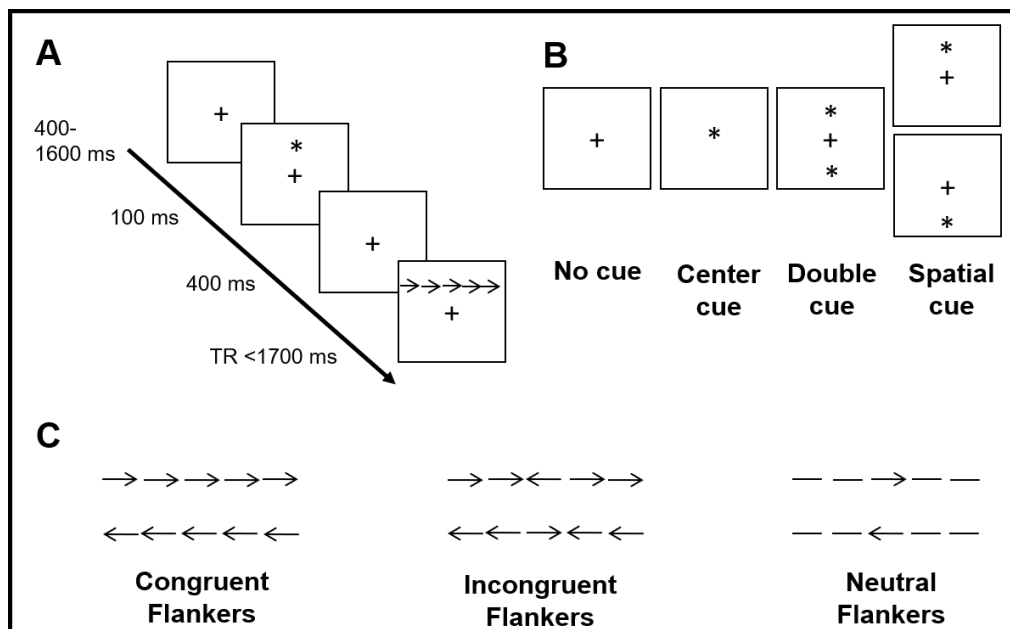 A
400-
1600 ms
100 ms
400 ms
TR <1700 ms
B
No cue
Center
cue
Double
cue
Spatial
cue
C
Congruent
Flankers
Incongruent
Flankers
Neutral
Flankers